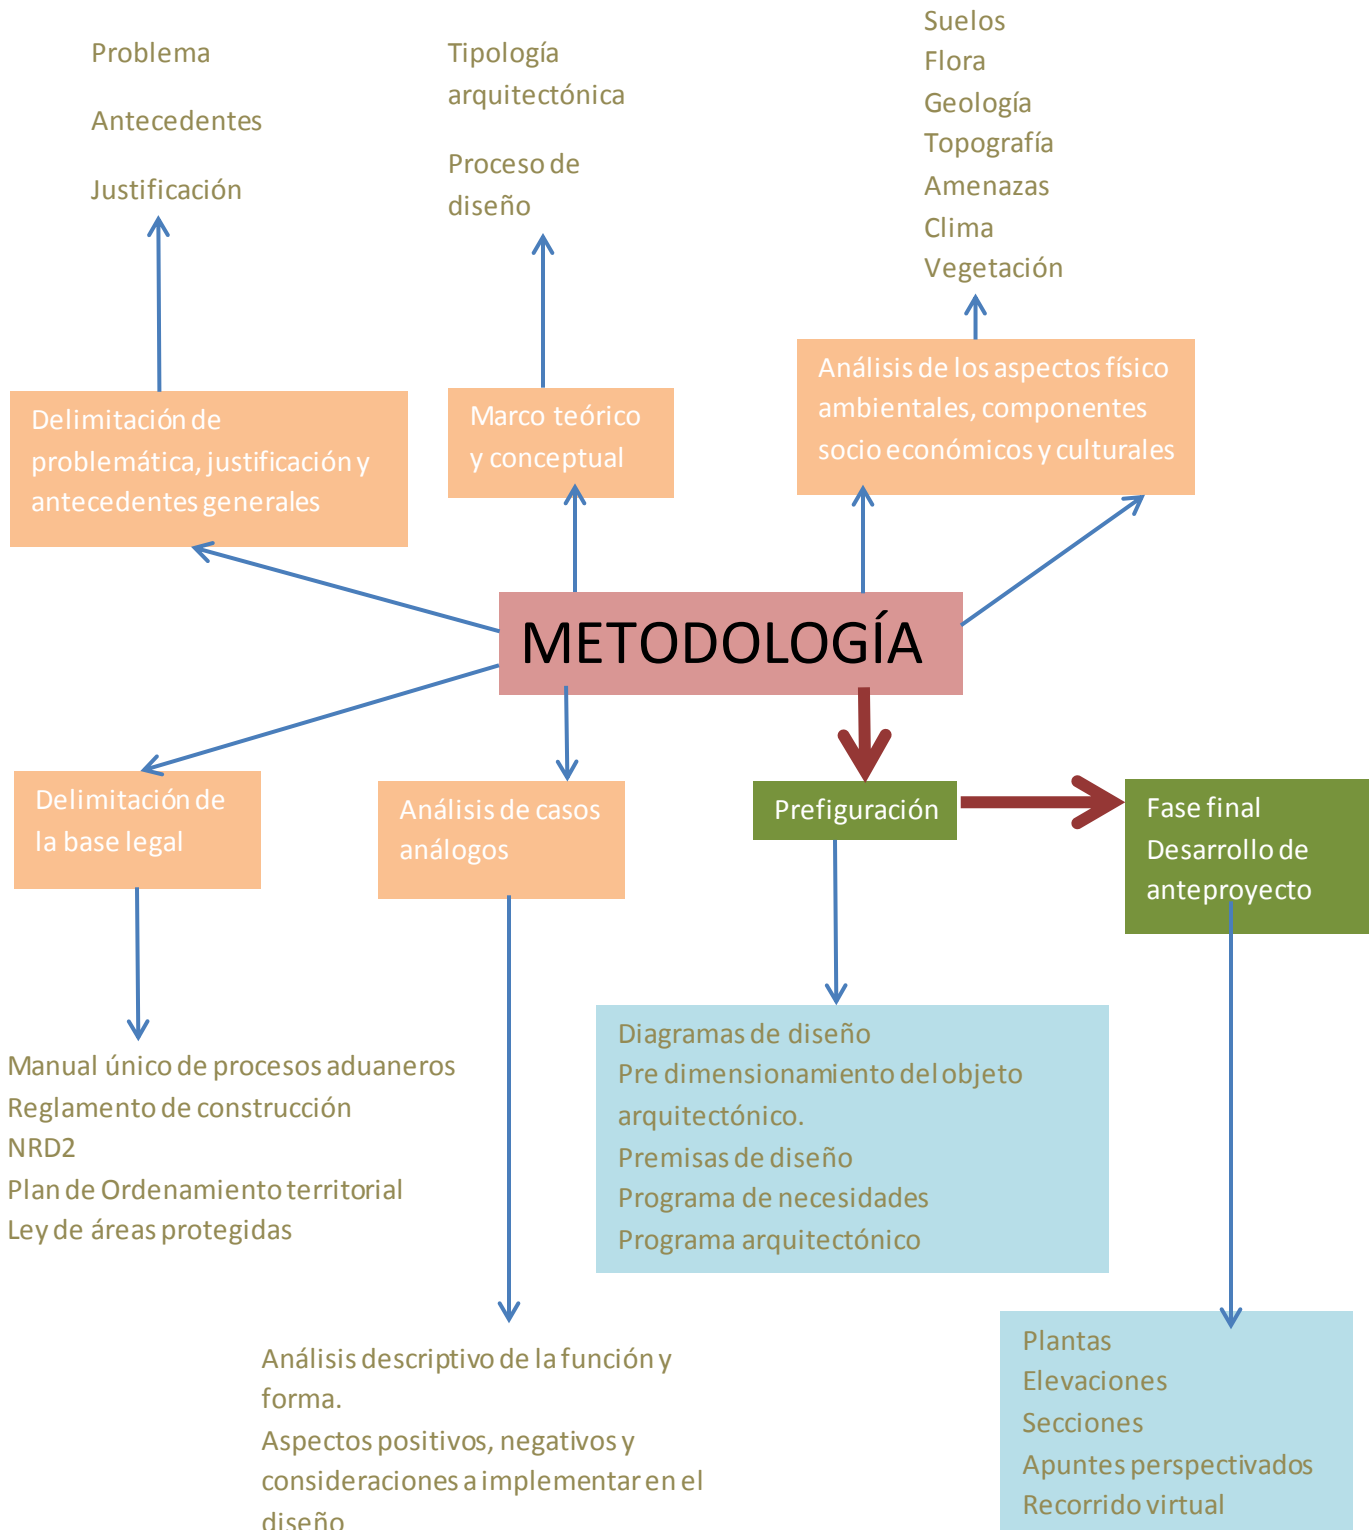 Problema
Antecedentes
Justificación
Tipología
arquitectónica
Proceso de
diseño
Suelos
Flora
Geología
Topografía
Amenazas
Clima
Vegetación
Delimitación de
problemática, justificación y
antecedentes generales
Marco teórico
y conceptual
Análisis de los aspectos físico
ambientales, componentes
socio económicos y culturales
METODOLOGÍA
Delimitación de
la base legal
Análisis de casos
análogos
Prefiguración
Fase final
Desarrollo de
anteproyecto
Manual único de procesos aduaneros
Reglamento de construcción
NRD2
Plan de Ordenamiento territorial
Ley de áreas protegidas
Diagramas de diseño
Pre dimensionamiento del objeto
arquitectónico.
Premisas de diseño
Programa de necesidades
Programa arquitectónico
Análisis descriptivo de la función y
forma.
Aspectos positivos, negativos y
consideraciones a implementar en el
diseño
Plantas
Elevaciones
Secciones
Apuntes perspectivados
Recorrido virtual